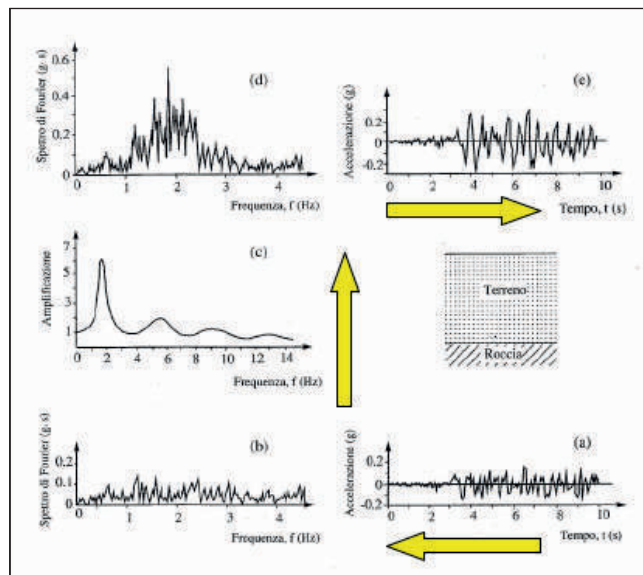 (d)
Spettro di Fourier (g· s)
0.6
0.4
0.2
0
0 1 2 3 4
Frequenza, f (Hz)
(e)
Accelerazione (g)
0.2
0
-0.2
0 2 4 6 8 10
Tempo, t (s)
(c)
Amplificazione
7
5
3
1
0 2 4 6 8 10 12 14
Frequenza, f (Hz)
Terreno
Roccia
(b)
Spettro di Fourier (g· s)
0.2
0.1
0
0 1 2 3 4
Frequenza, f (Hz)
(a)
Accelerazione (g)
0.2
0
-0.2
0 2 4 6 8 10
Tempo, t (s)